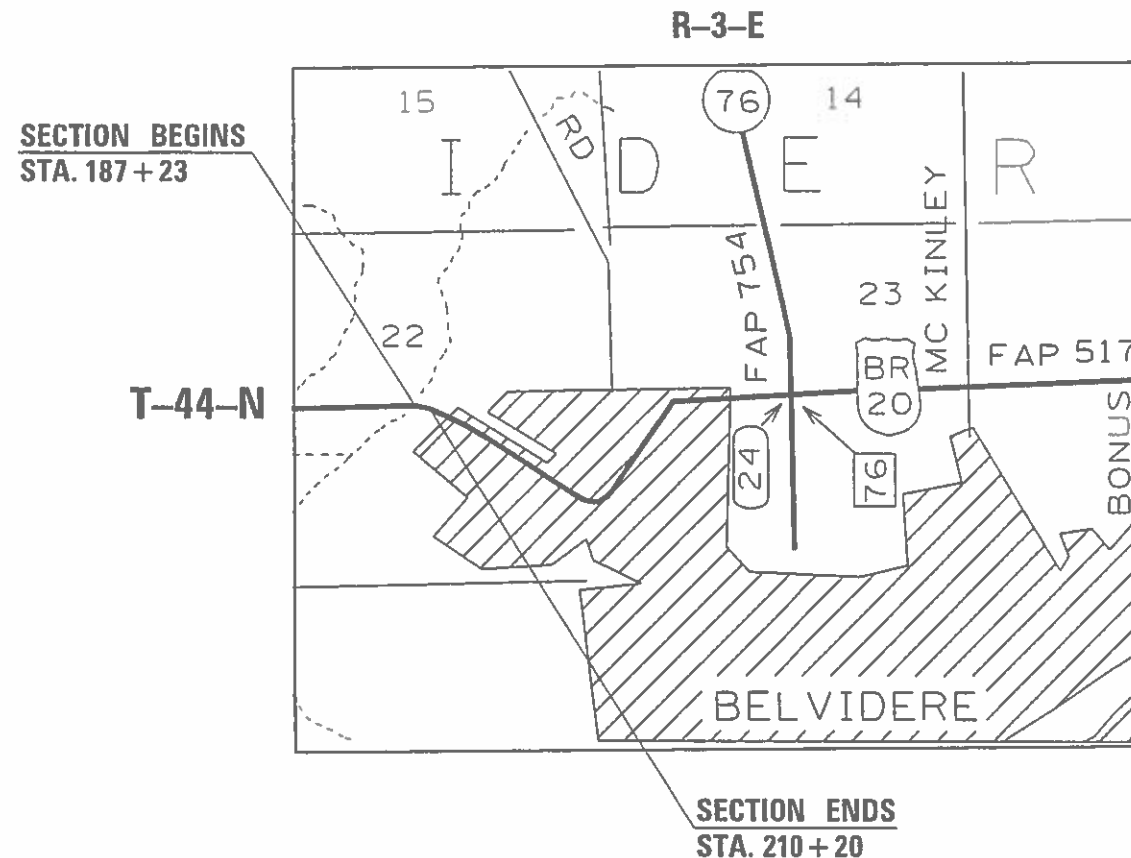 R-3-E
15
76
14
SECTION BEGINS
STA. 187+23
RD
I D E R
MC KINLEY
FAP 754
23
22
BR
20
FAP 517
T-44-N
24
76
BONUS
BELVIDERE
SECTION ENDS
STA. 210+20